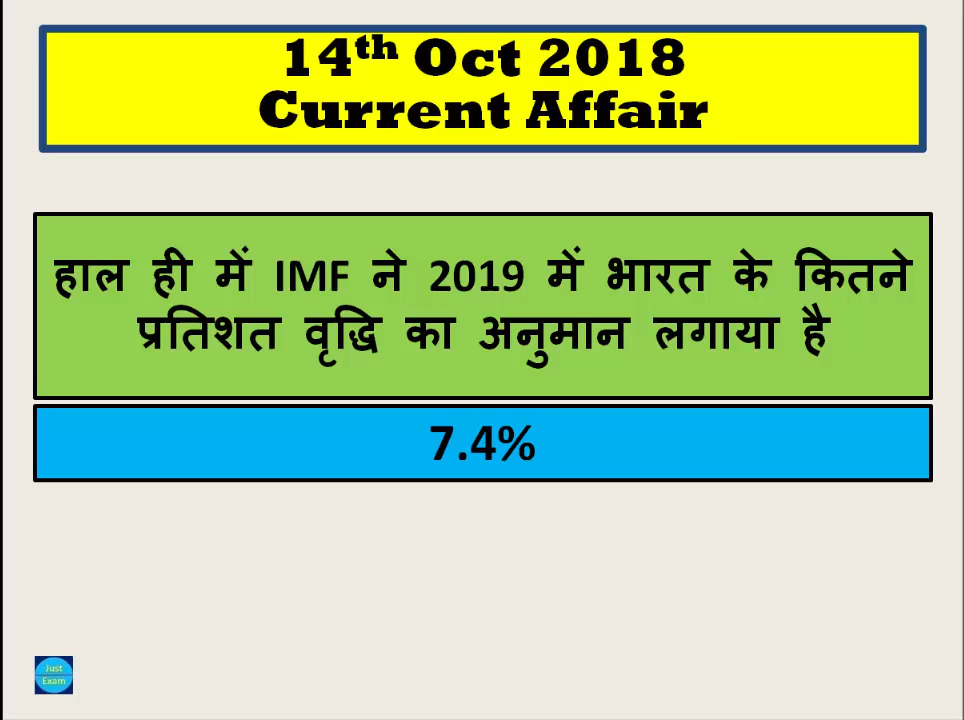 14th Oct 2018
Current Affair
हाल ही में IMF ने 2019 में भारत के कितने
प्रतिशत वृद्धि का अनुमान लगाया है
7.4%
Just
Exam